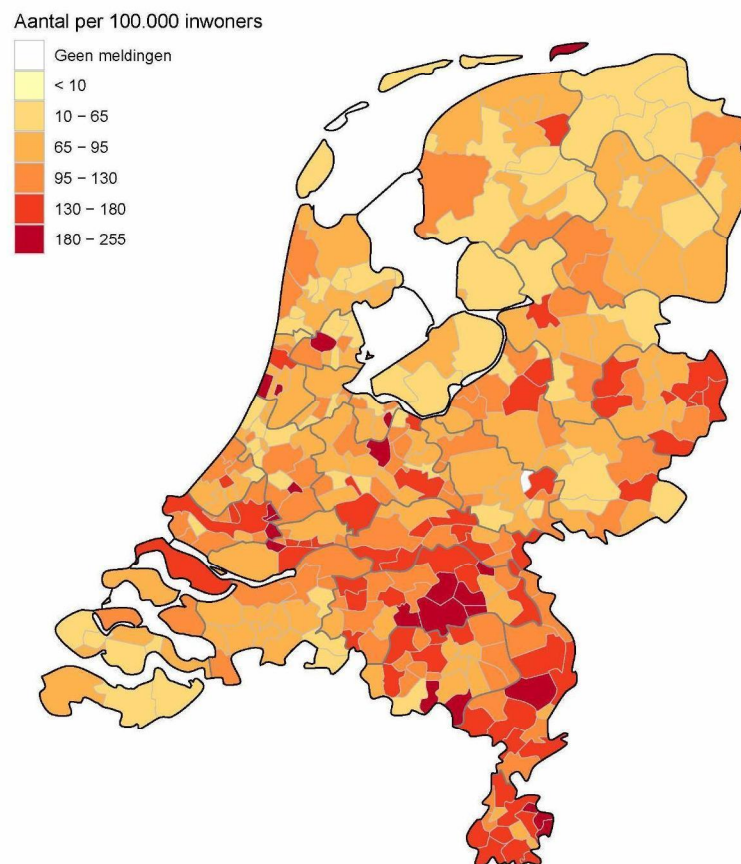 Aantal per 100.000 inwoners
Geen meldingen
< 10
10 − 65
65 − 95
95 − 130
130 − 180
180 − 255